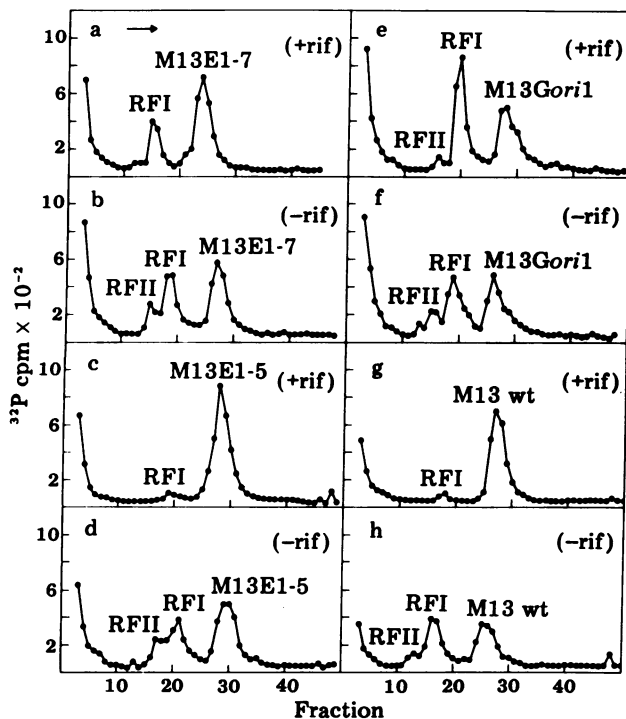 a → (+rif)
M13E1-7
RFI
e (+rif)
RFI
M13Gori1
RFII
b (−rif)
M13E1-7
RFI
RFII
f (−rif)
M13Gori1
RFI
RFII
c (+rif)
M13E1-5
RFI
g (+rif)
M13 wt
RFI
d (−rif)
M13E1-5
RFI
RFII
h (−rif)
RFI
M13 wt
RFII
10
6
2
10
6
2
10
6
2
10
6
2
³²P cpm × 10⁻²
10 20 30 40
10 20 30 40
Fraction